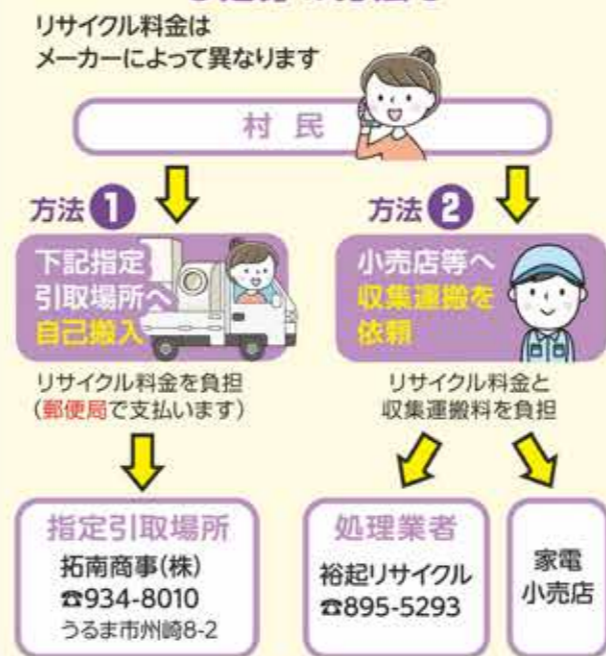 リサイクル料金は
メーカーによって異なります
村民
方法1
下記指定
引取場所へ
自己搬入
リサイクル料金を負担
(郵便局で支払います)
指定引取場所
拓南商事(株)
☎934-8010
うるま市州崎8-2
方法2
小売店等へ
収集運搬を
依頼
リサイクル料金と
収集運搬料を負担
処理業者
裕起リサイクル
☎895-5293
家電
小売店